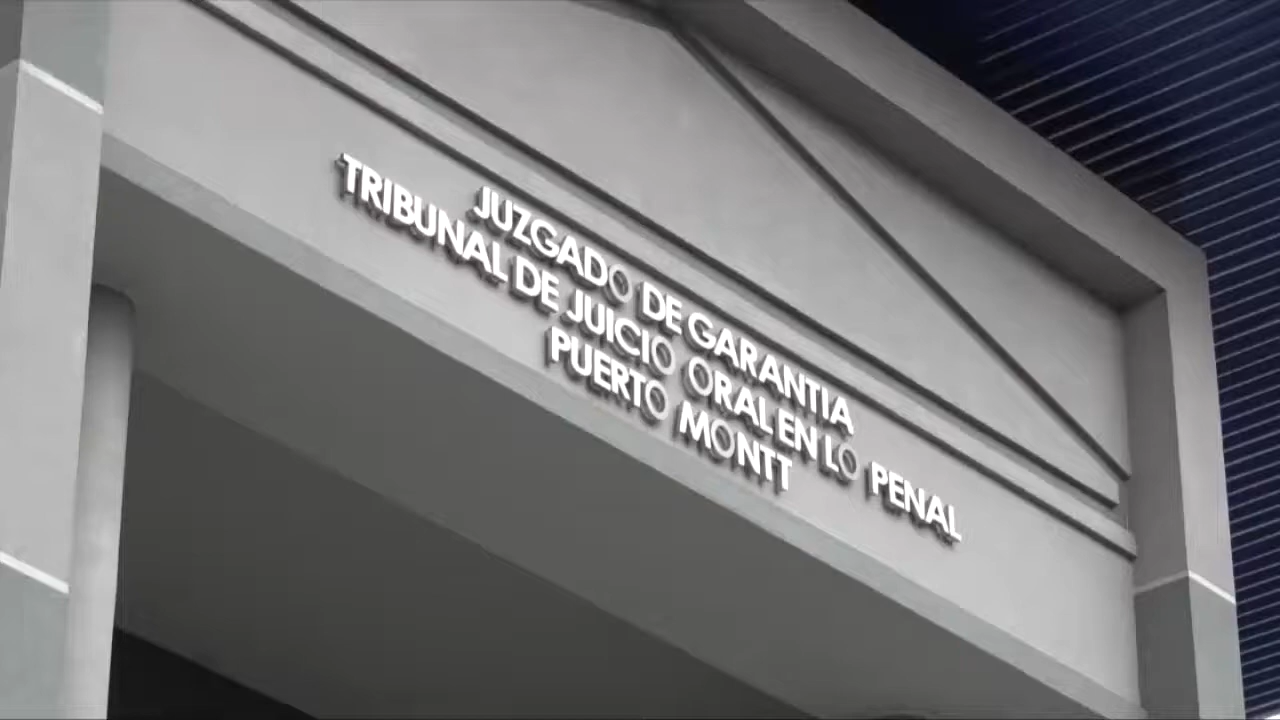 JUZGADO DE GARANTIA
TRIBUNAL DE JUICIO ORAL EN LO PENAL
PUERTO MONTT